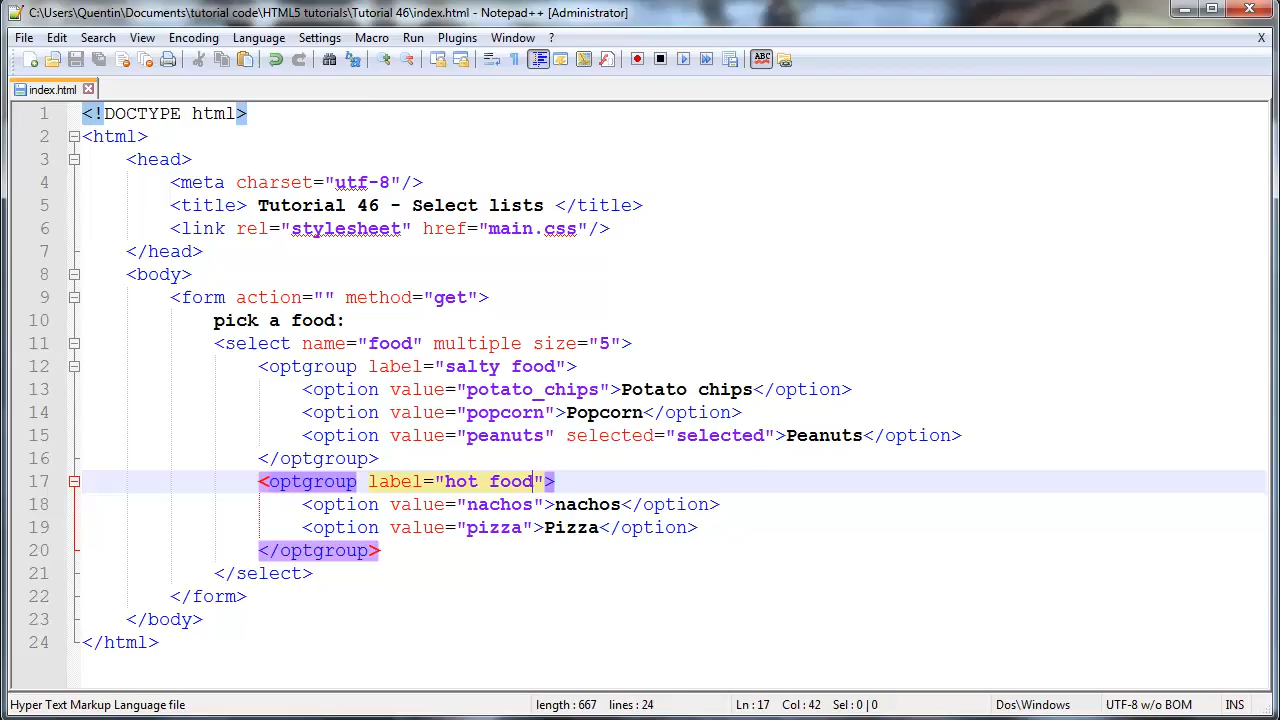 C:\Users\Quentin\Documents\tutorial code\HTML5 tutorials\Tutorial 46\index.html - Notepad++ [Administrator]
File Edit Search View Encoding Language Settings Macro Run Plugins Window ? X
ABC
index.html
1 <!DOCTYPE html>
2 <html>
3 <head>
4 <meta charset="utf-8"/>
5 <title> Tutorial 46 - Select lists </title>
6 <link rel="stylesheet" href="main.css"/>
7 </head>
8 <body>
9 <form action="" method="get">
10 pick a food:
11 <select name="food" multiple size="5">
12 <optgroup label="salty food">
13 <option value="potato_chips">Potato chips</option>
14 <option value="popcorn">Popcorn</option>
15 <option value="peanuts" selected="selected">Peanuts</option>
16 </optgroup>
17 <optgroup label="hot food">
18 <option value="nachos">nachos</option>
19 <option value="pizza">Pizza</option>
20 </optgroup>
21 </select>
22 </form>
23 </body>
24 </html>
Hyper Text Markup Language file length : 667 lines : 24 Ln : 17 Col : 42 Sel : 0 | 0 Dos\Windows UTF-8 w/o BOM INS